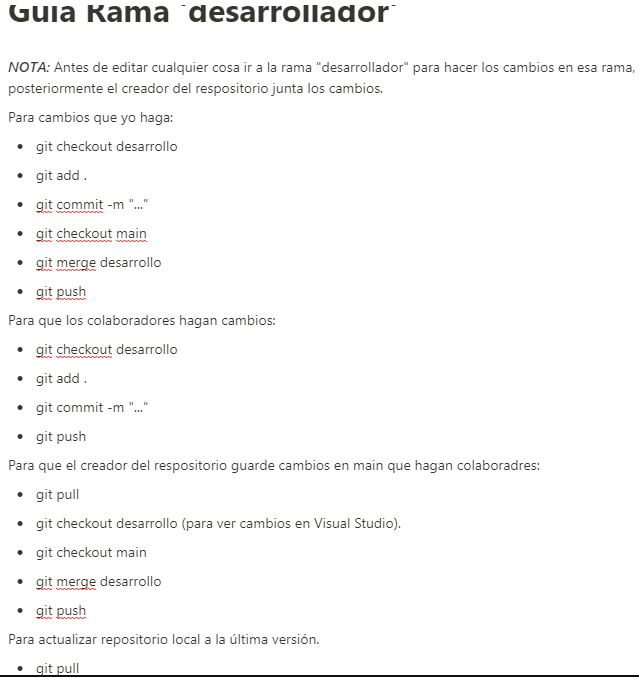 Guía Rama "desarrollador"
NOTA: Antes de editar cualquier cosa ir a la rama "desarrollador" para hacer los cambios en esa rama,
posteriormente el creador del respositorio junta los cambios.
Para cambios que yo haga:
• git checkout desarrollo
• git add .
• git commit -m "..."
• git checkout main
• git merge desarrollo
• git push
Para que los colaboradores hagan cambios:
• git checkout desarrollo
• git add .
• git commit -m "..."
• git push
Para que el creador del respositorio guarde cambios en main que hagan colaboradres:
• git pull
• git checkout desarrollo (para ver cambios en Visual Studio).
• git checkout main
• git merge desarrollo
• git push
Para actualizar repositorio local a la última versión.
• git pull